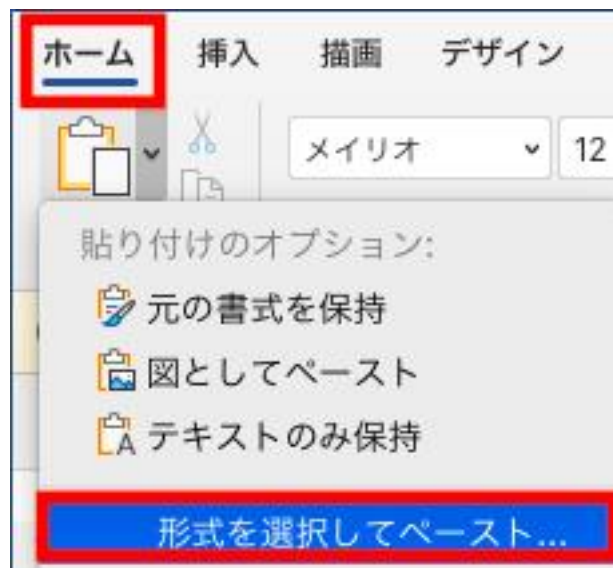 ホーム 挿入 描画 デザイン
メイリオ 12
貼り付けのオプション:
元の書式を保持
図としてペースト
テキストのみ保持
形式を選択してペースト...